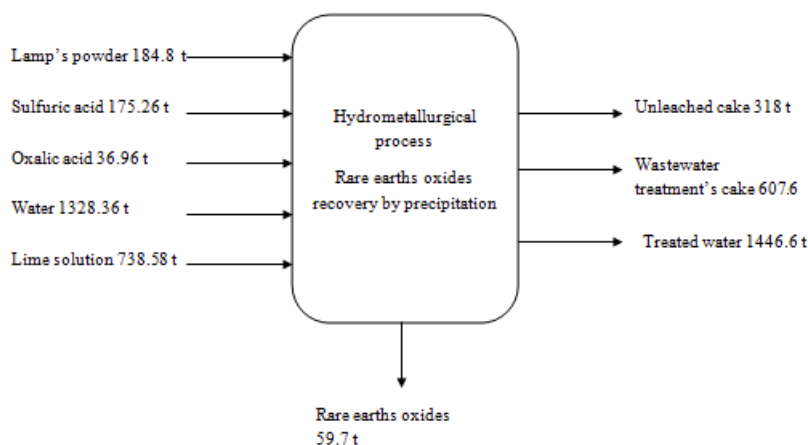 Lamp's powder 184.8 t
Sulfuric acid 175.26 t
Oxalic acid 36.96 t
Water 1328.36 t
Lime solution 738.58 t
Hydrometallurgical
process
Rare earths oxides
recovery by precipitation
Unleached cake 318 t
Wastewater
treatment's cake 607.6
Treated water 1446.6 t
Rare earths oxides
59.7 t